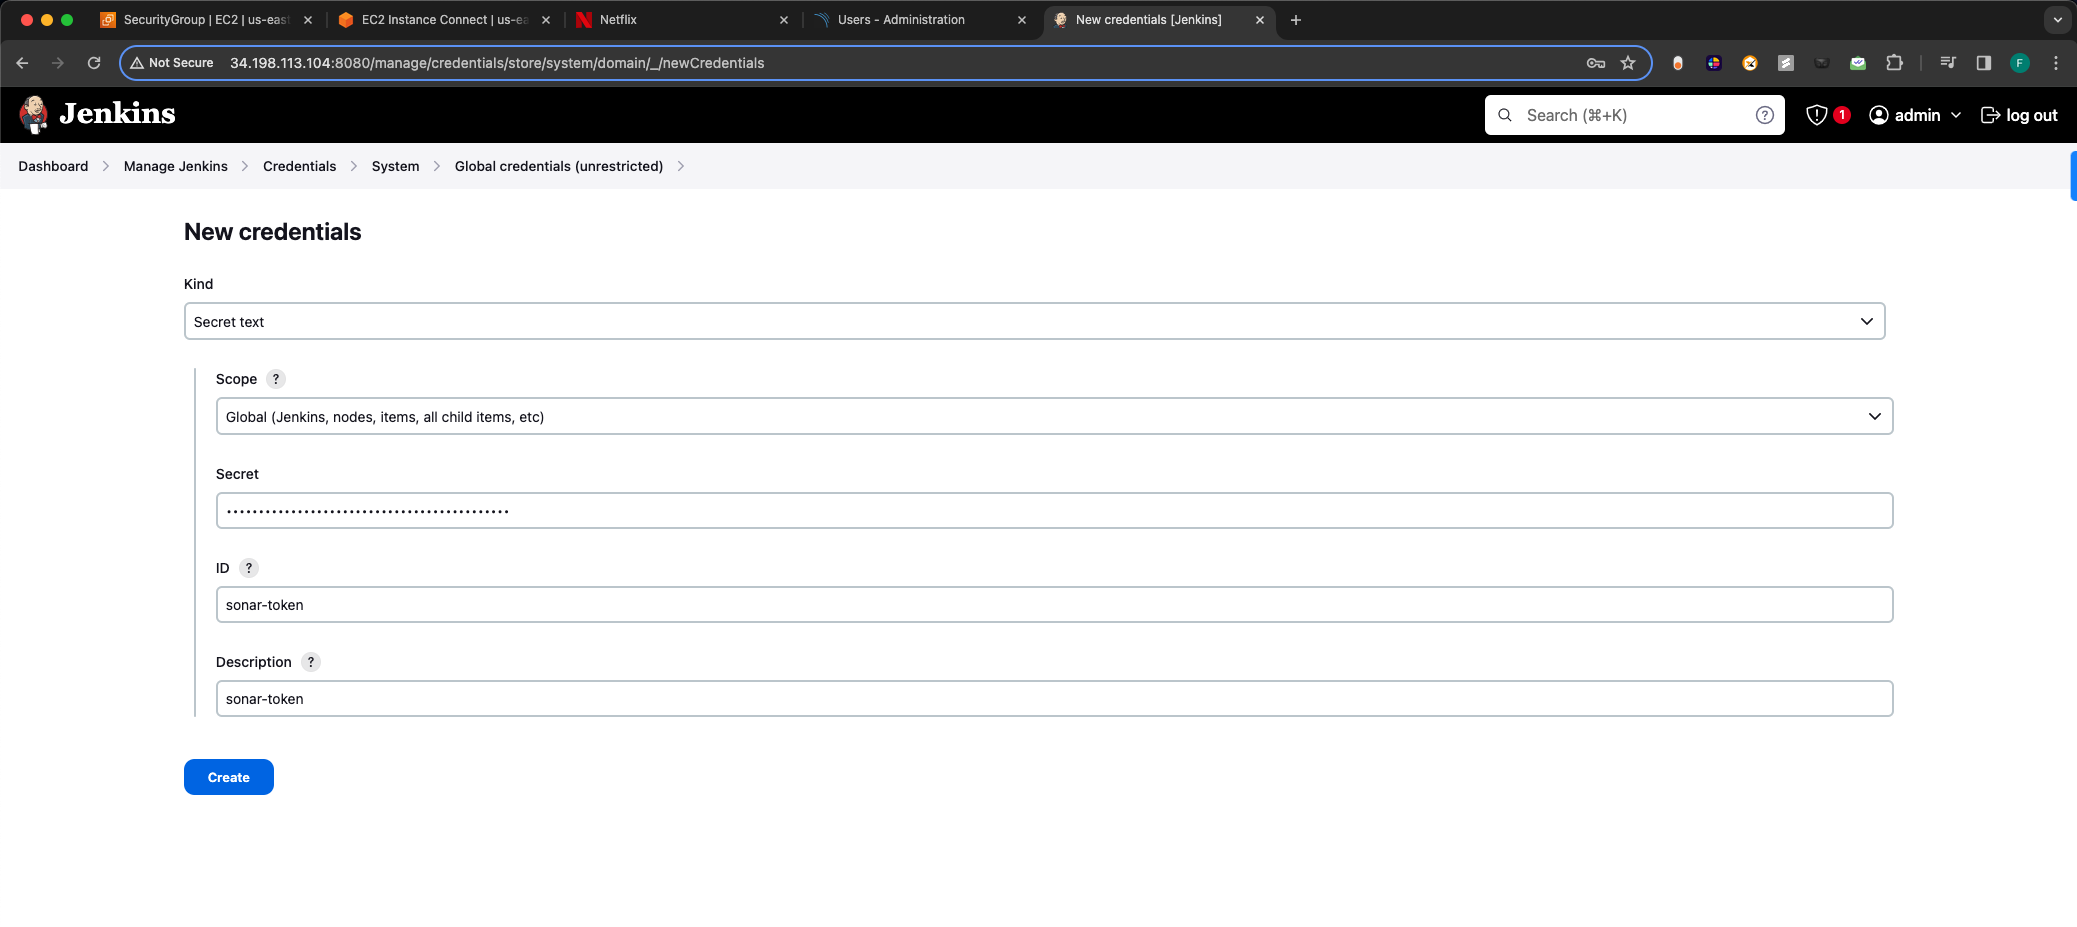 SecurityGroup | EC2 | us-east
EC2 Instance Connect | us-ea
Netflix
Users - Administration
New credentials [Jenkins]
Not Secure
34.198.113.104:8080/manage/credentials/store/system/domain/_/newCredentials
F
Jenkins
Search (⌘+K)
?
1
admin
log out
Dashboard
Manage Jenkins
Credentials
System
Global credentials (unrestricted)
New credentials
Kind
Secret text
Scope ?
Global (Jenkins, nodes, items, all child items, etc)
Secret
ID ?
sonar-token
Description ?
sonar-token
Create